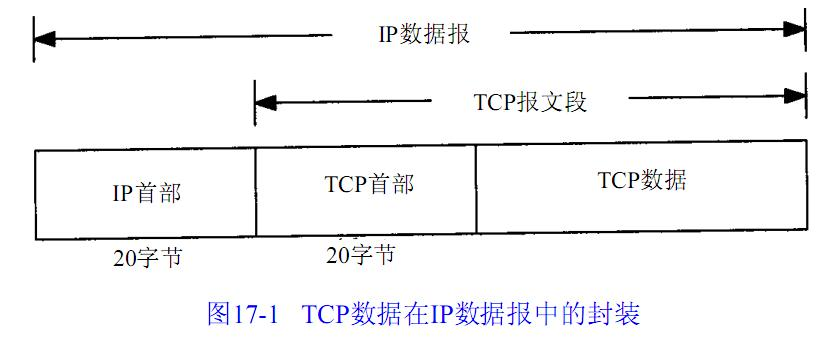 IP数据报
TCP报文段
IP首部 TCP首部 TCP数据
20字节 20字节
图17-1 TCP数据在IP数据报中的封装